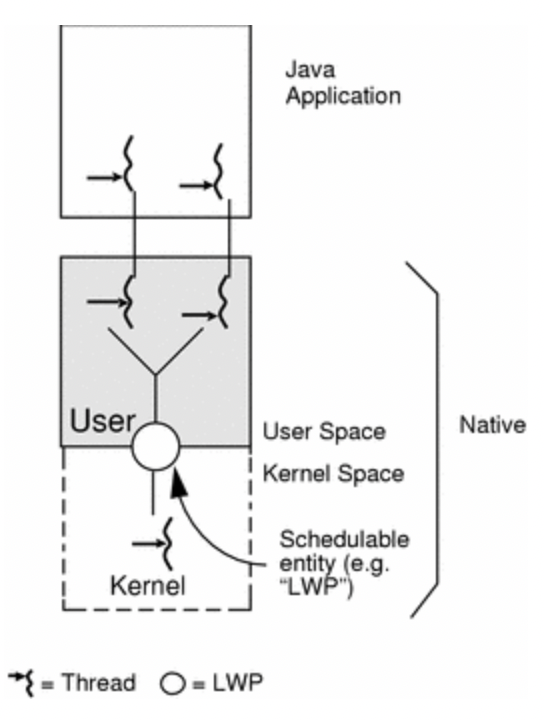 Java
Application
User
User Space
Native
Kernel Space
Schedulable
entity (e.g.
“LWP”)
Kernel
= Thread
= LWP